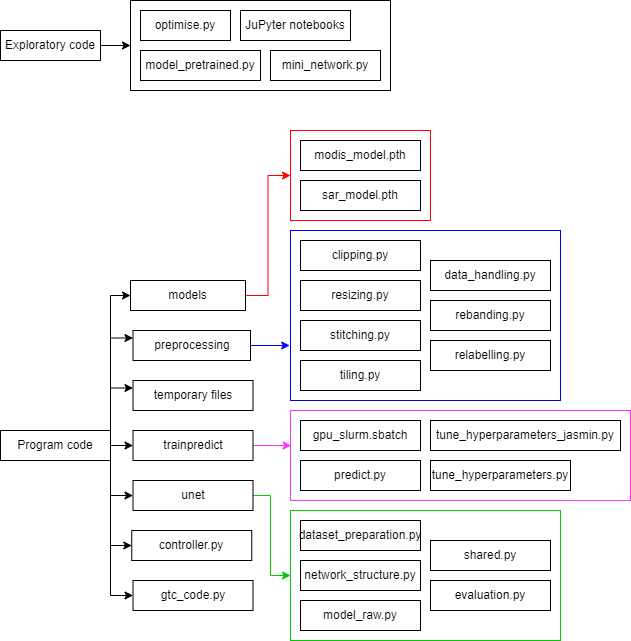 optimise.py
JuPyter notebooks
Exploratory code
model_pretrained.py
mini_network.py
modis_model.pth
sar_model.pth
clipping.py
data_handling.py
resizing.py
models
rebanding.py
stitching.py
preprocessing
relabelling.py
tiling.py
temporary files
gpu_slurm.sbatch
tune_hyperparameters_jasmin.py
Program code
trainpredict
predict.py
tune_hyperparameters.py
unet
dataset_preparation.py
controller.py
shared.py
network_structure.py
gtc_code.py
evaluation.py
model_raw.py